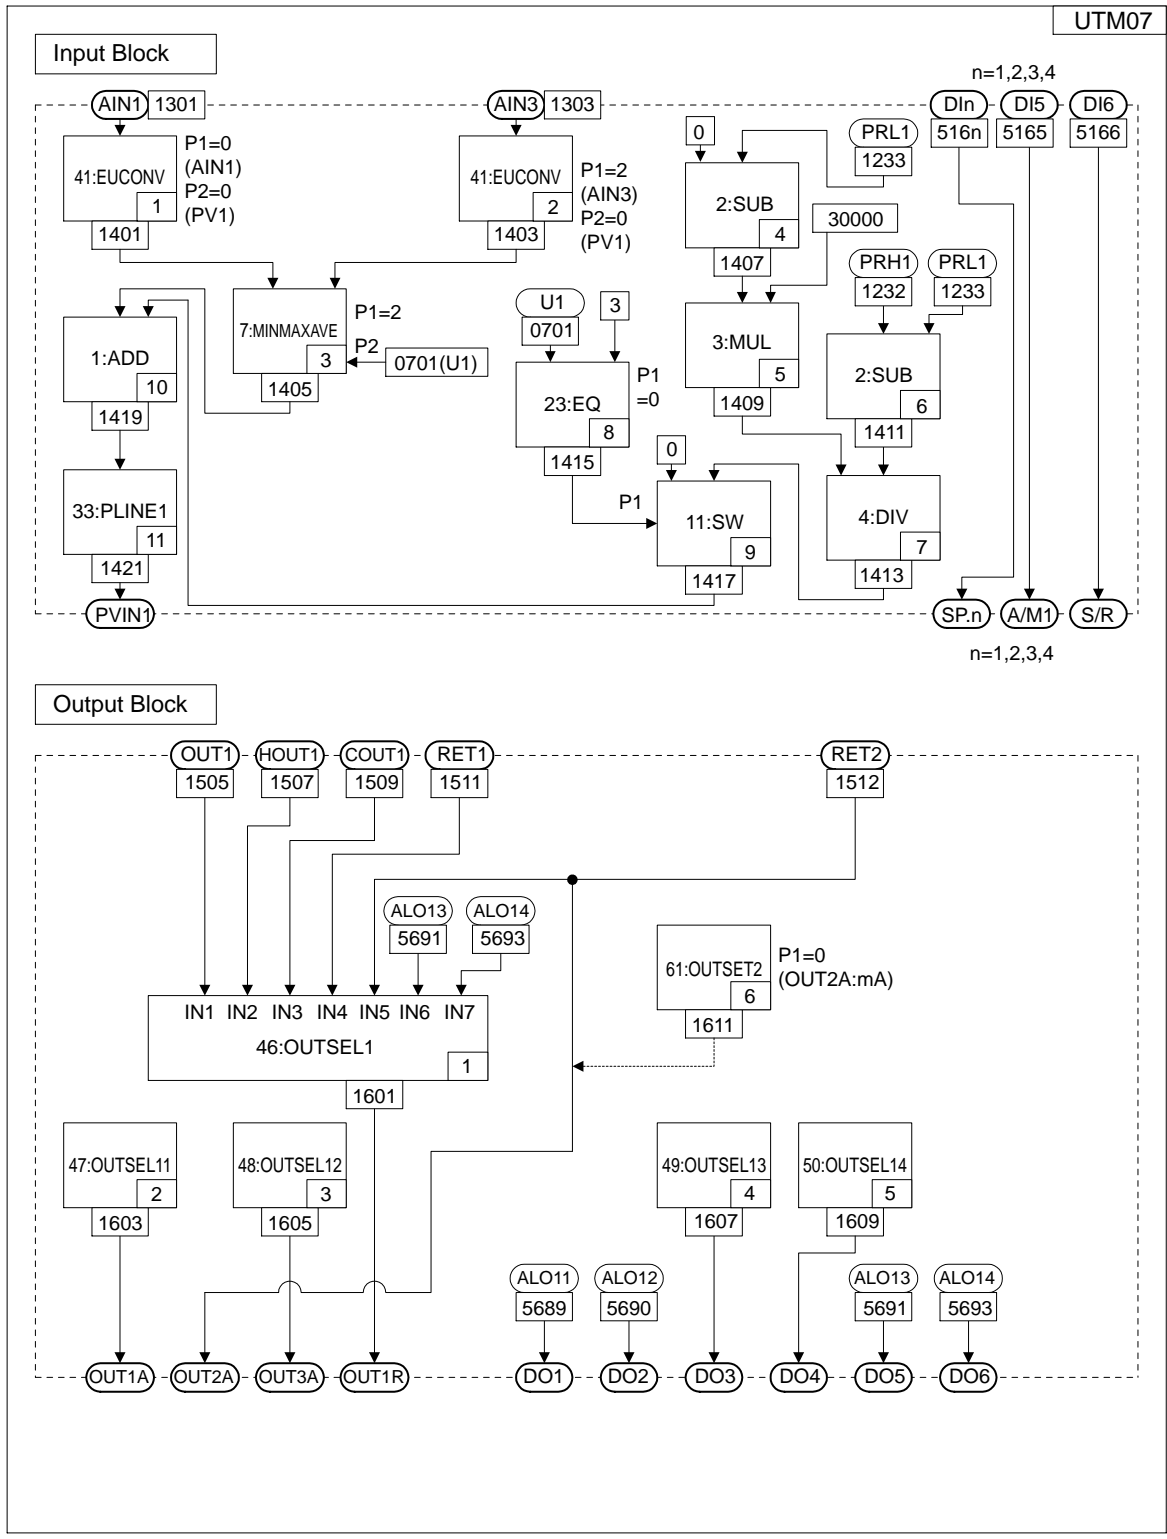 UTM07
Input Block
n=1,2,3,4
AIN1 1301
AIN3 1303
DIn DI5 DI6
516n 5165 5166
0
PRL1
1233
P1=0
(AIN1)
P2=0
(PV1)
41:EUCONV
1
1401
P1=2
(AIN3)
P2=0
(PV1)
41:EUCONV
2
1403
2:SUB
4
1407
30000
PRH1 PRL1
1232 1233
7:MINMAXAVE
3
1405
P1=2
P2
0701(U1)
U1
0701
3
3:MUL
5
1409
1:ADD
10
1419
23:EQ
8
1415
P1
=0
2:SUB
6
1411
0
33:PLINE1
11
1421
P1
11:SW
9
1417
4:DIV
7
1413
PVIN1
SP.n A/M1 S/R
n=1,2,3,4
Output Block
OUT1 HOUT1 COUT1 RET1 RET2
1505 1507 1509 1511 1512
ALO13 ALO14
5691 5693
61:OUTSET2
6
1611
P1=0
(OUT2A:mA)
IN1 IN2 IN3 IN4 IN5 IN6 IN7
46:OUTSEL1
1
1601
47:OUTSEL11
2
1603
48:OUTSEL12
3
1605
49:OUTSEL13
4
1607
50:OUTSEL14
5
1609
ALO11 ALO12 ALO13 ALO14
5689 5690 5691 5693
OUT1A OUT2A OUT3A OUT1R DO1 DO2 DO3 DO4 DO5 DO6